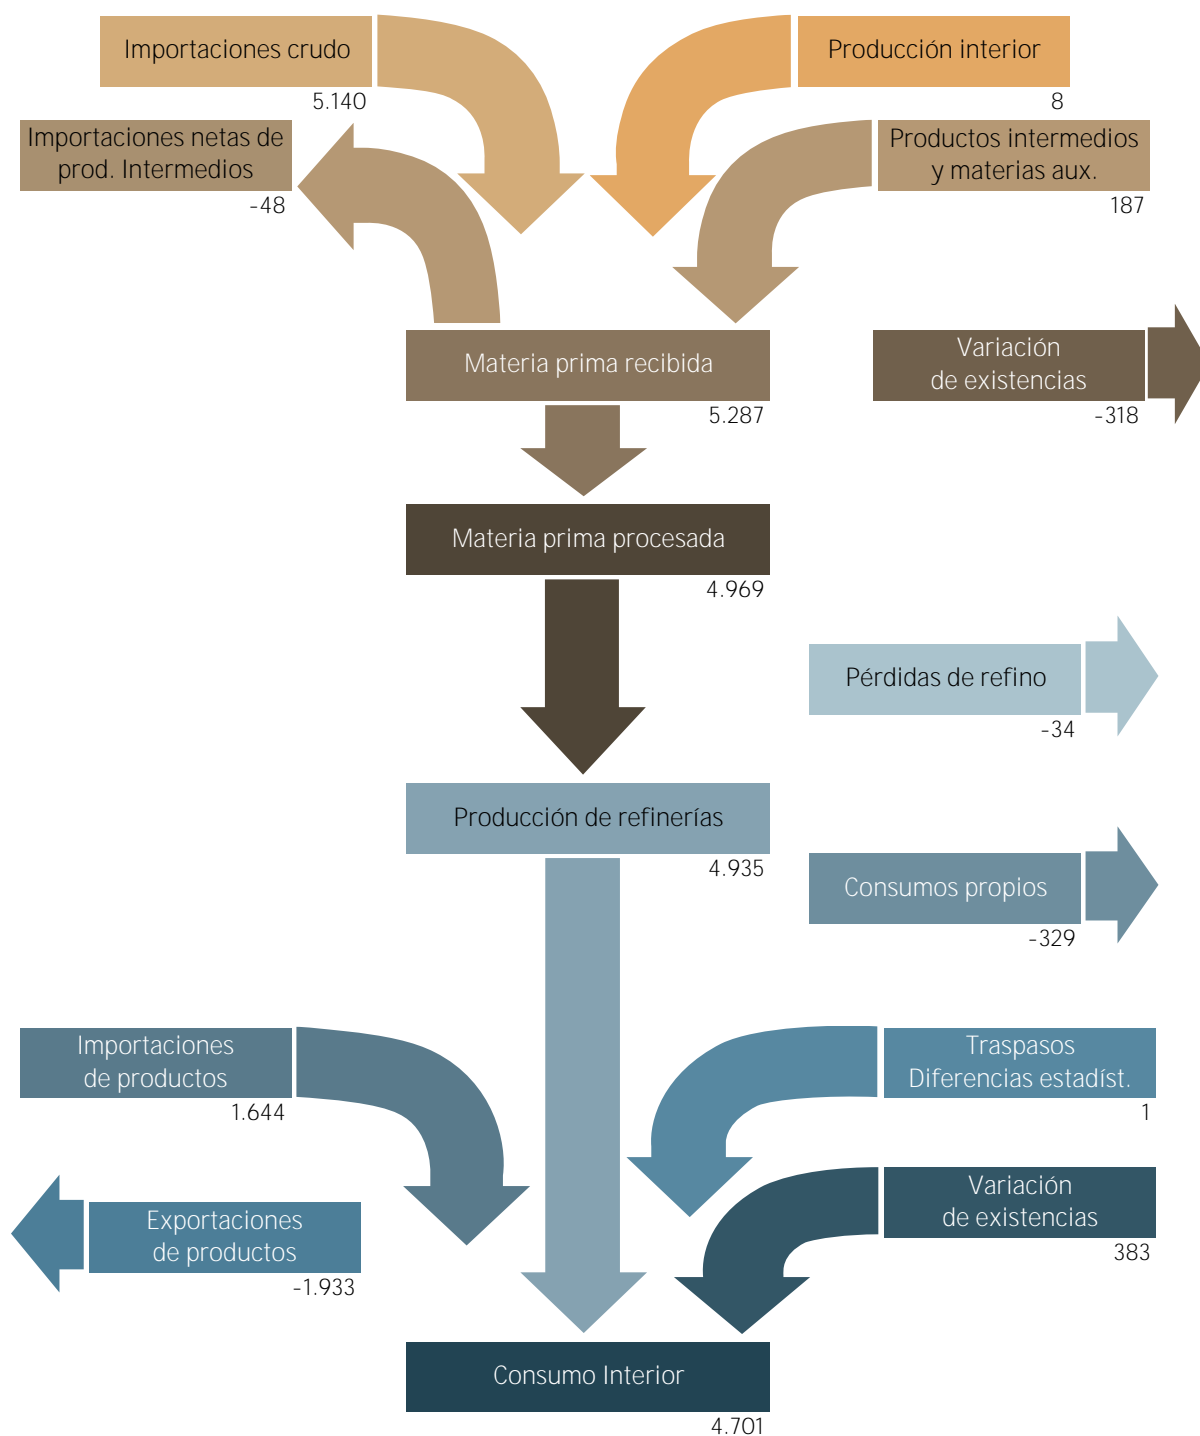 Importaciones crudo
5.140
Producción interior
8
Importaciones netas de
prod. Intermedios
-48
Productos intermedios
y materias aux.
187
Materia prima recibida
5.287
Variación
de existencias
-318
Materia prima procesada
4.969
Pérdidas de refino
-34
Producción de refinerías
4.935
Consumos propios
-329
Importaciones
de productos
1.644
Traspasos
Diferencias estadíst.
1
Exportaciones
de productos
-1.933
Variación
de existencias
383
Consumo Interior
4.701